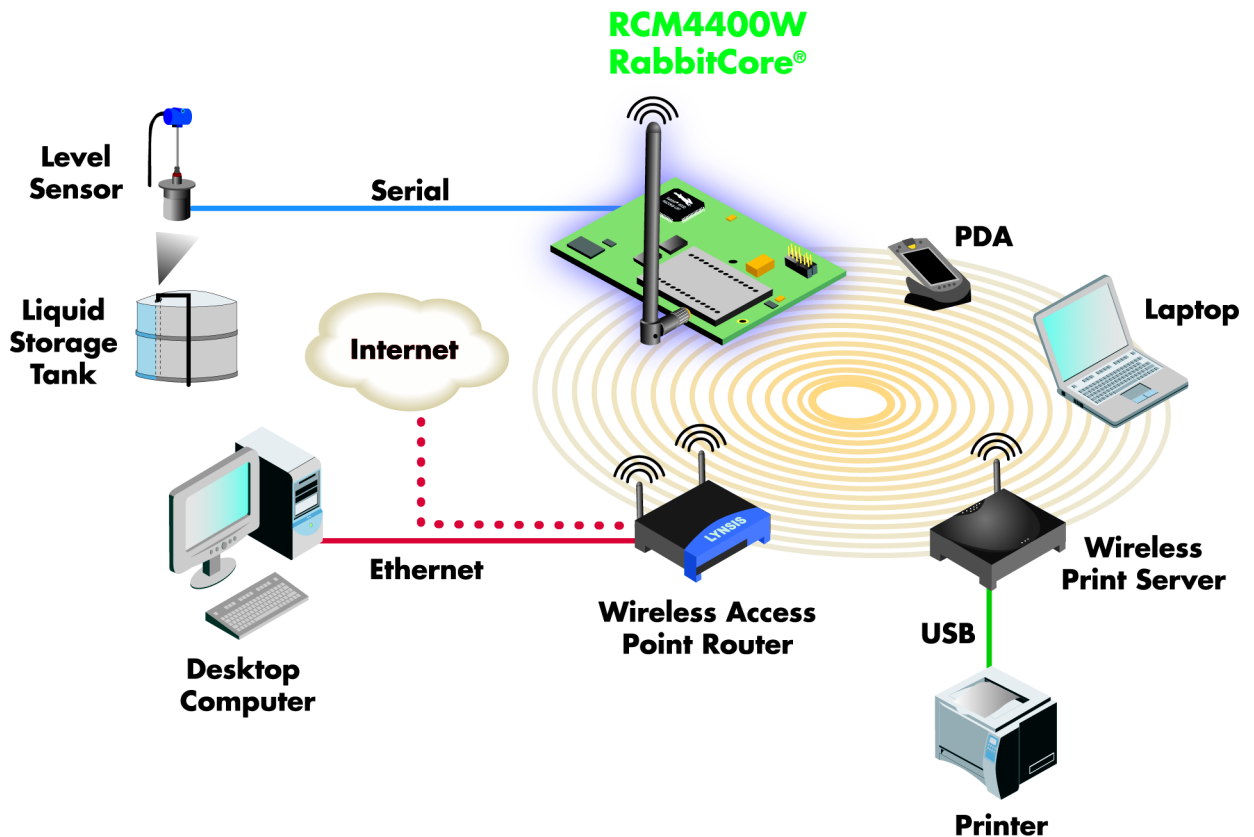 RCM4400W
RabbitCore®
Level
Sensor
Serial
PDA
Laptop
Liquid
Storage
Tank
Internet
LYNSIS
Ethernet
Wireless Access
Point Router
Wireless
Print Server
USB
Desktop
Computer
Printer